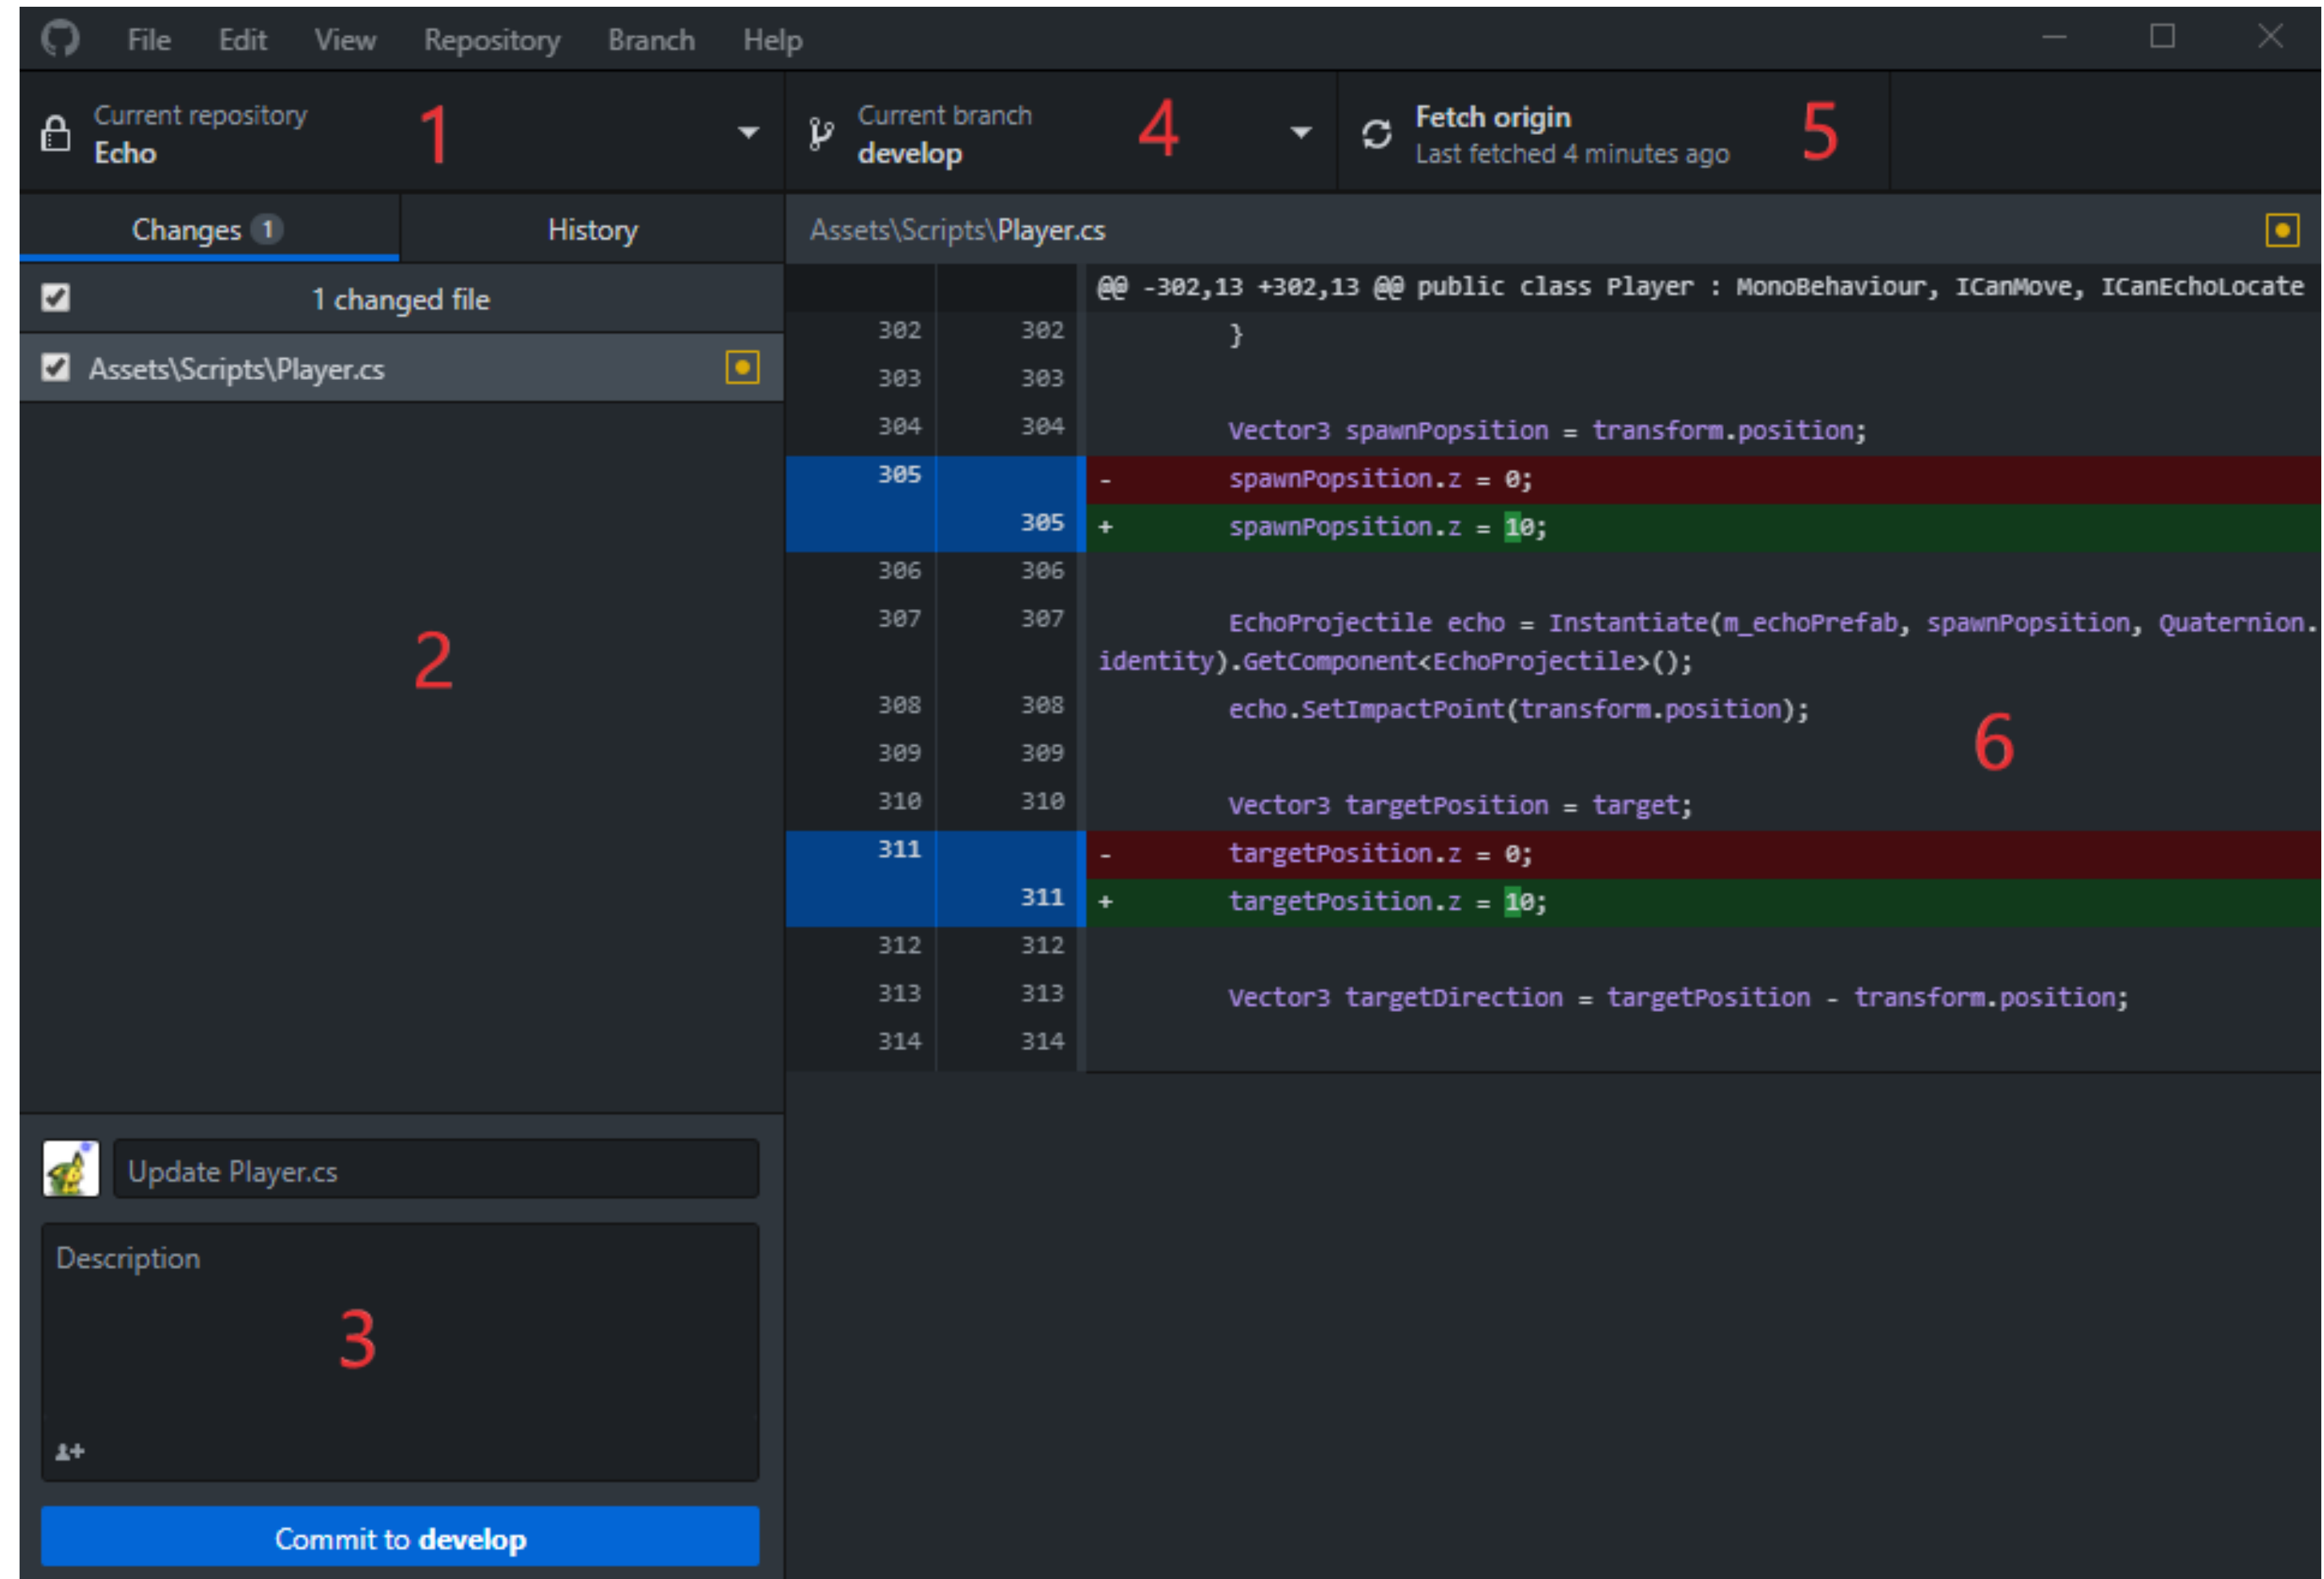 File Edit View Repository Branch Help
Current repository
Echo
1
Current branch
develop
4
Fetch origin
Last fetched 4 minutes ago
5
Changes 1 History
1 changed file
Assets\Scripts\Player.cs
2
Update Player.cs
Description
3
Commit to develop
Assets\Scripts\Player.cs
@@ -302,13 +302,13 @@ public class Player : MonoBehaviour, ICanMove, ICanEchoLocate
302 302 }
303 303
304 304 Vector3 spawnPopsition = transform.position;
305 - spawnPopsition.z = 0;
305 + spawnPopsition.z = 10;
306 306
307 307 EchoProjectile echo = Instantiate(m_echoPrefab, spawnPopsition, Quaternion.
identity).GetComponent<EchoProjectile>();
308 308 echo.SetImpactPoint(transform.position);
6
309 309
310 310 Vector3 targetPosition = target;
311 - targetPosition.z = 0;
311 + targetPosition.z = 10;
312 312
313 313 Vector3 targetDirection = targetPosition - transform.position;
314 314